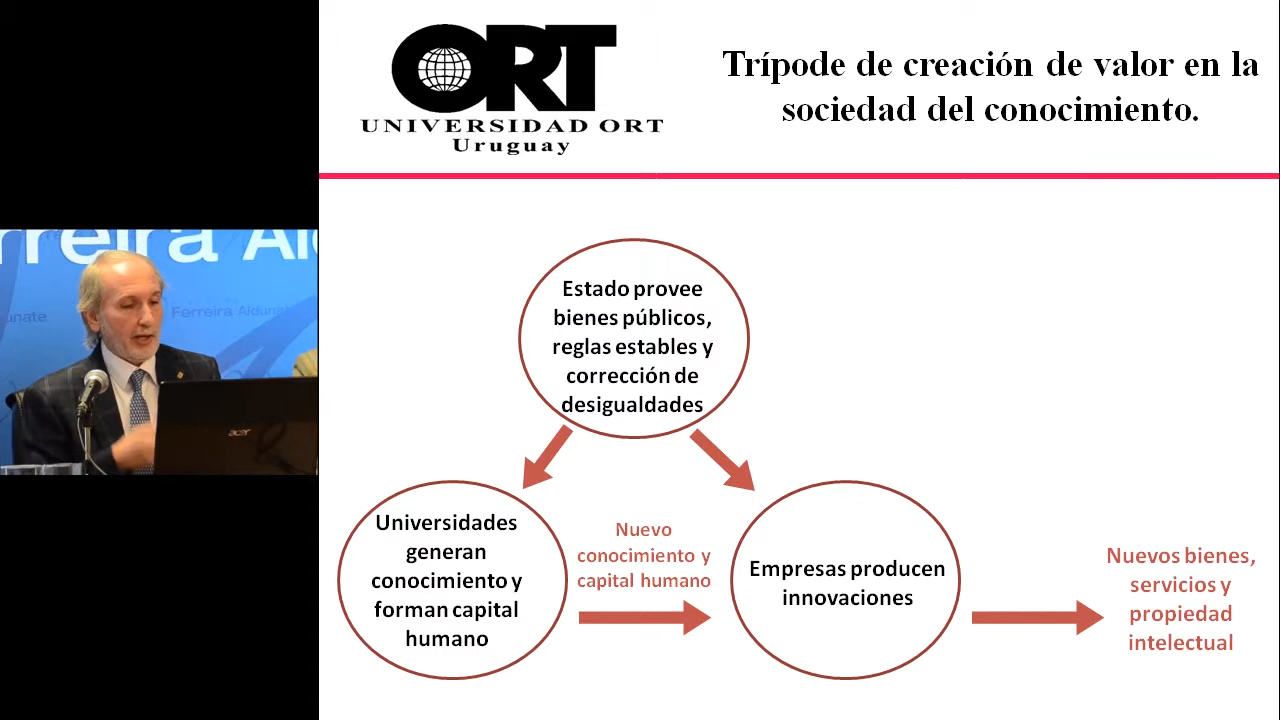 ORT
UNIVERSIDAD ORT
Uruguay
Trípode de creación de valor en la
sociedad del conocimiento.
Ferreira Aldunate
acer
Estado provee
bienes públicos,
reglas estables y
corrección de
desigualdades
Universidades
generan
conocimiento y
forman capital
humano
Nuevo
conocimiento y
capital humano
Empresas producen
innovaciones
Nuevos bienes,
servicios y
propiedad
intelectual